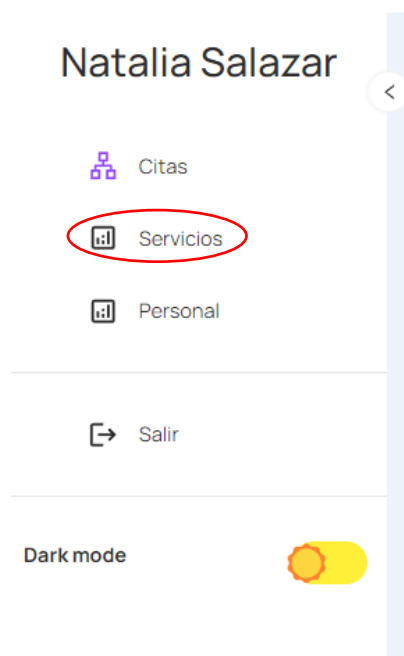 Natalia Salazar
Citas
Servicios
Personal
Salir
Dark mode